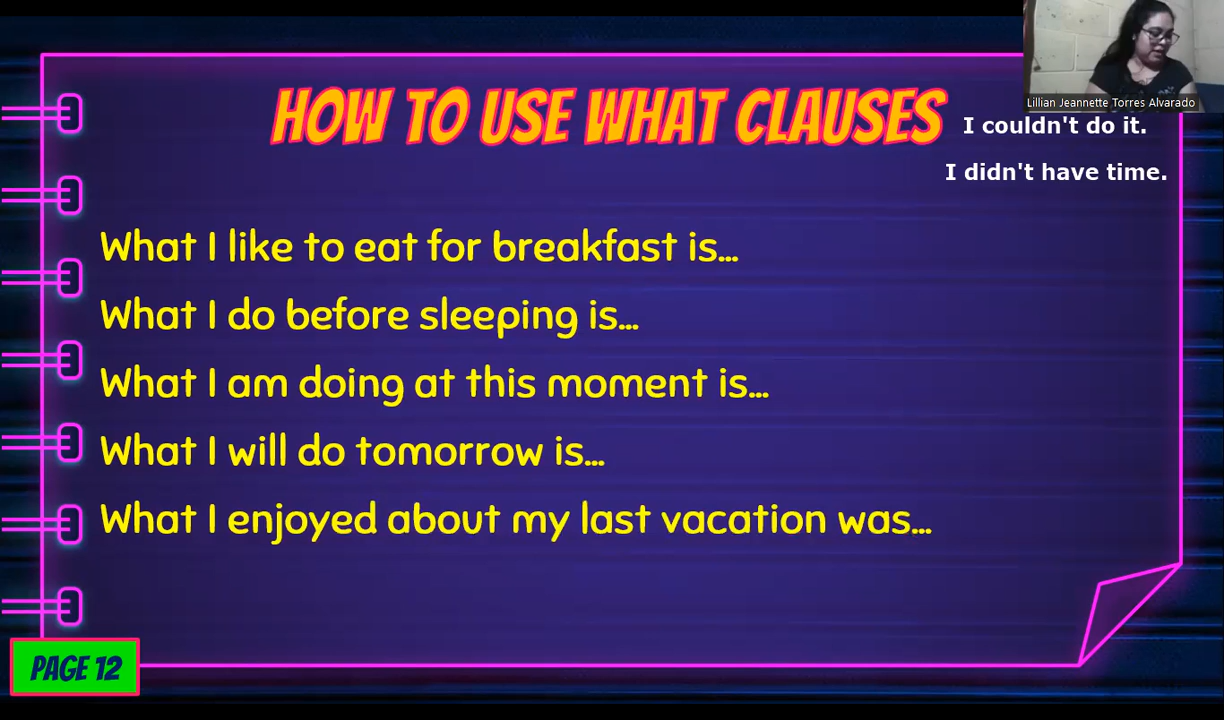 HOW TO USE WHAT CLAUSES
Lillian Jeannette Torres Alvarado
I couldn't do it.
I didn't have time.
What I like to eat for breakfast is...
What I do before sleeping is...
What I am doing at this moment is...
What I will do tomorrow is...
What I enjoyed about my last vacation was...
PAGE 12